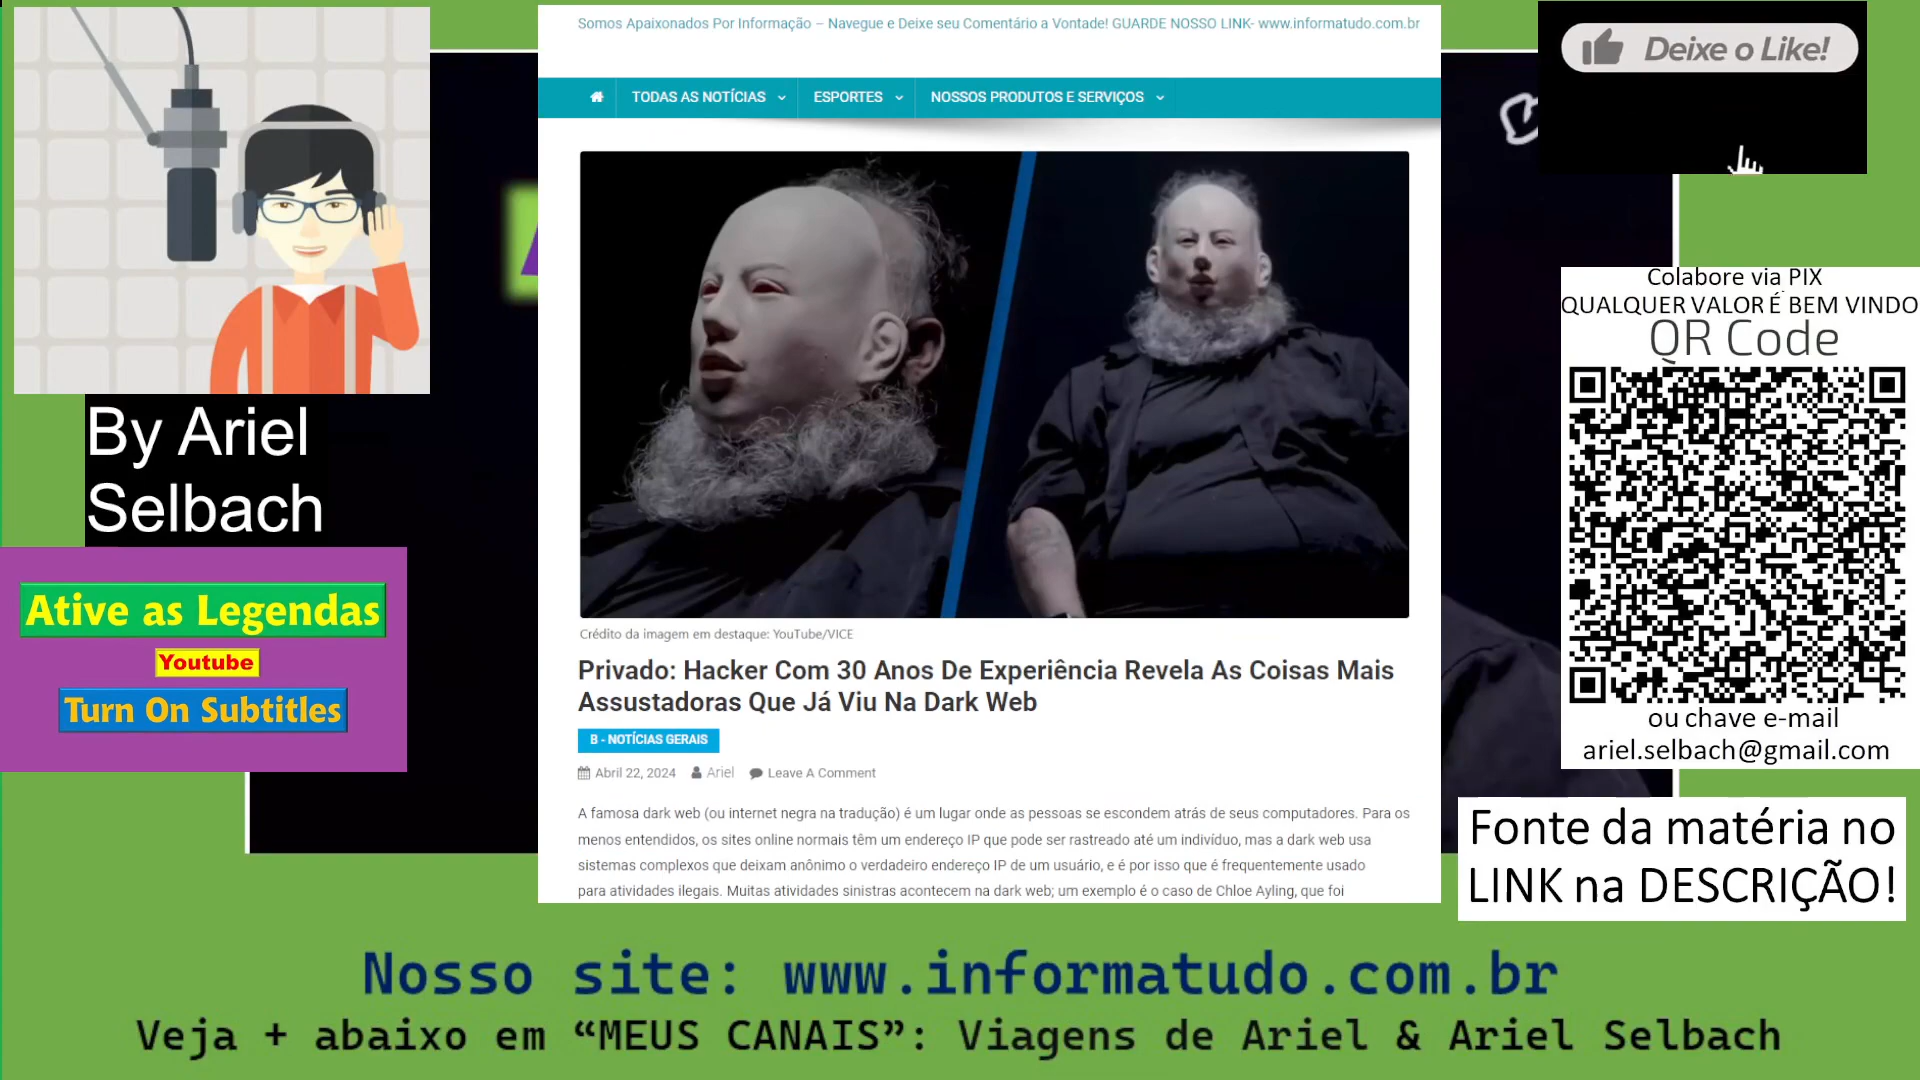 Somos Apaixonados Por Informação – Navegue e Deixe seu Comentário a Vontade! GUARDE NOSSO LINK- www.informatudo.com.br
TODAS AS NOTÍCIAS
ESPORTES
NOSSOS PRODUTOS E SERVIÇOS
Deixe o Like!
By Ariel
Selbach
Ative as Legendas
Youtube
Turn On Subtitles
Crédito da imagem em destaque: YouTube/VICE
Privado: Hacker Com 30 Anos De Experiência Revela As Coisas Mais
Assustadoras Que Já Viu Na Dark Web
B - NOTÍCIAS GERAIS
Abril 22, 2024 Ariel Leave A Comment
A famosa dark web (ou internet negra na tradução) é um lugar onde as pessoas se escondem atrás de seus computadores. Para os
menos entendidos, os sites online normais têm um endereço IP que pode ser rastreado até um indivíduo, mas a dark web usa
sistemas complexos que deixam anônimo o verdadeiro endereço IP de um usuário, e é por isso que é frequentemente usado
para atividades ilegais. Muitas atividades sinistras acontecem na dark web; um exemplo é o caso de Chloe Ayling, que foi
Colabore via PIX
QUALQUER VALOR É BEM VINDO
QR Code
ou chave e-mail
ariel.selbach@gmail.com
Fonte da matéria no
LINK na DESCRIÇÃO!
Nosso site: www.informatudo.com.br
Veja + abaixo em “MEUS CANAIS”: Viagens de Ariel & Ariel Selbach